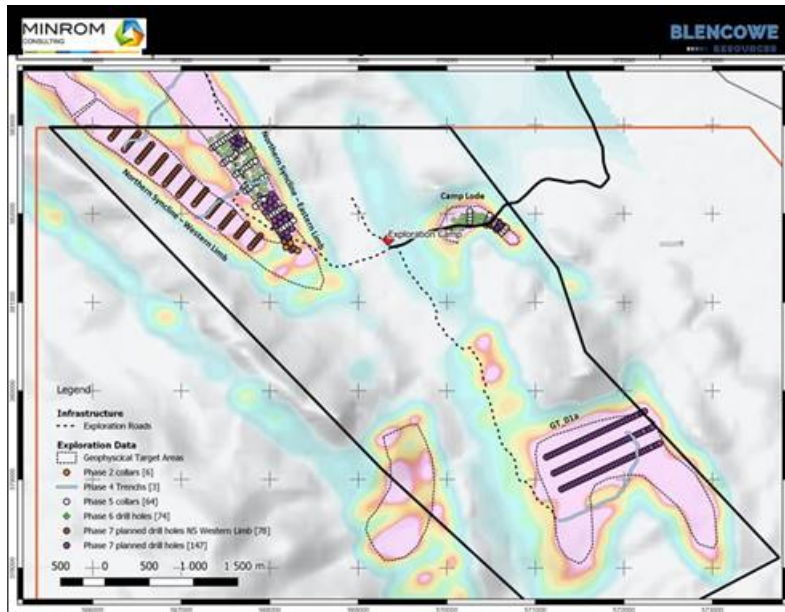 MINROM
CONSULTING
BLENCOWE
RESOURCES
Northern Syncline - Eastern Limb
Northern Syncline - Western Limb
Camp Lode
Exploration Camp
GT_01a
Legend
Infrastructure
Exploration Roads
Exploration Data
Geophyscical Target Areas
Phase 2 collars [6]
Phase 4 Trenchs [3]
Phase 5 collars [64]
Phase 6 drill holes [74]
Phase 7 planned drill holes NS Western Limb [78]
Phase 7 planned drill holes [147]
500 0 500 1 000 1 500 m